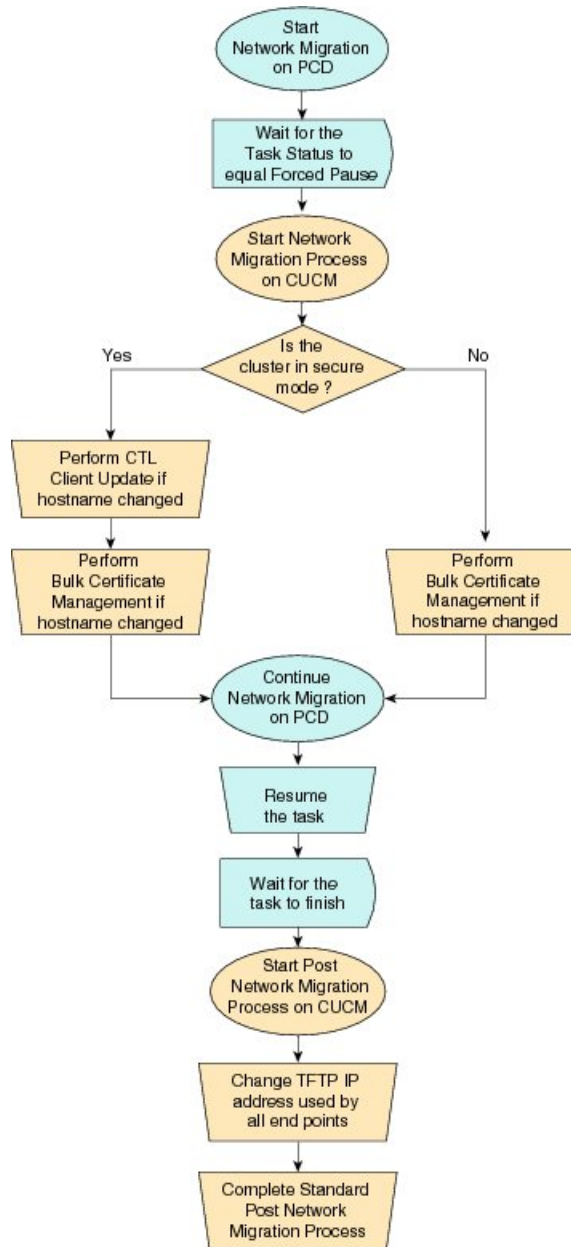 Start
Network Migration
on PCD
Wait for the
Task Status to
equal Forced Pause
Start Network
Migration Process
on CUCM
Is the
cluster in secure
mode ?
Yes
No
Perform CTL
Client Update if
hostname changed
Perform
Bulk Certificate
Management if
hostname changed
Perform
Bulk Certificate
Management if
hostname changed
Continue
Network Migration
on PCD
Resume
the task
Wait for the
task to finish
Start Post
Network Migration
Process on CUCM
Change TFTP IP
address used by
all end points
Complete Standard
Post Network
Migration Process